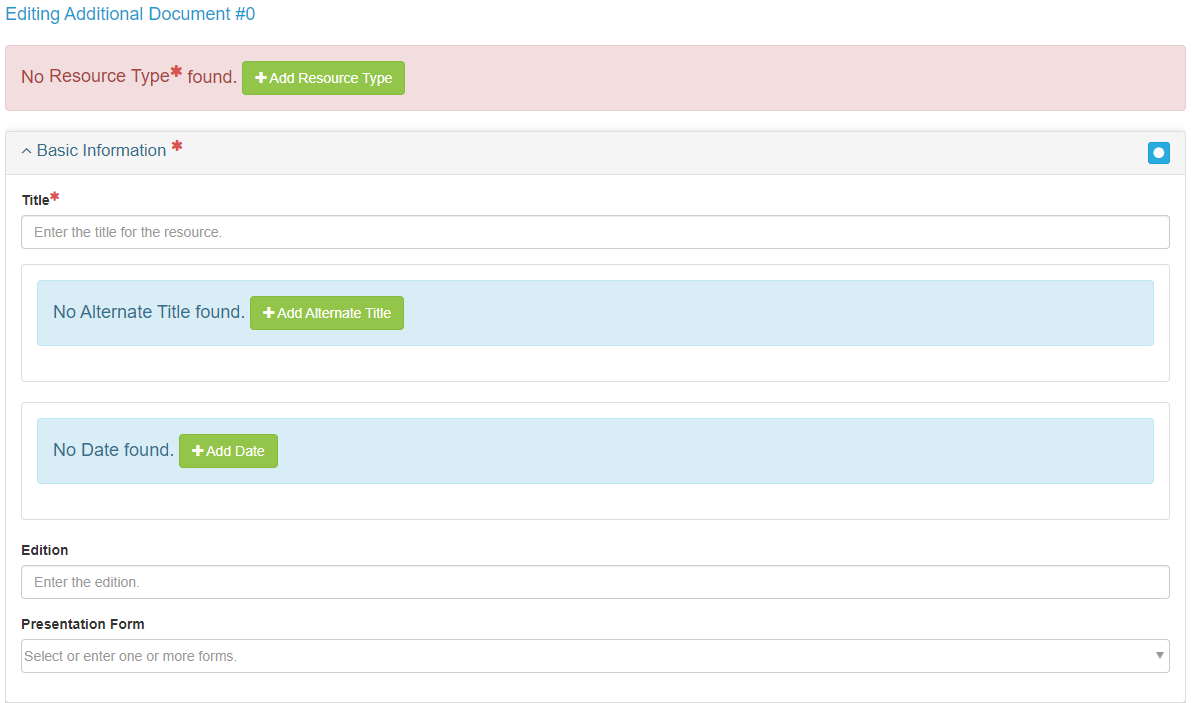 Editing Additional Document #0
No Resource Type* found. Add Resource Type
Basic Information *
Title*
Enter the title for the resource.
No Alternate Title found. Add Alternate Title
No Date found. Add Date
Edition
Enter the edition.
Presentation Form
Select or enter one or more forms.